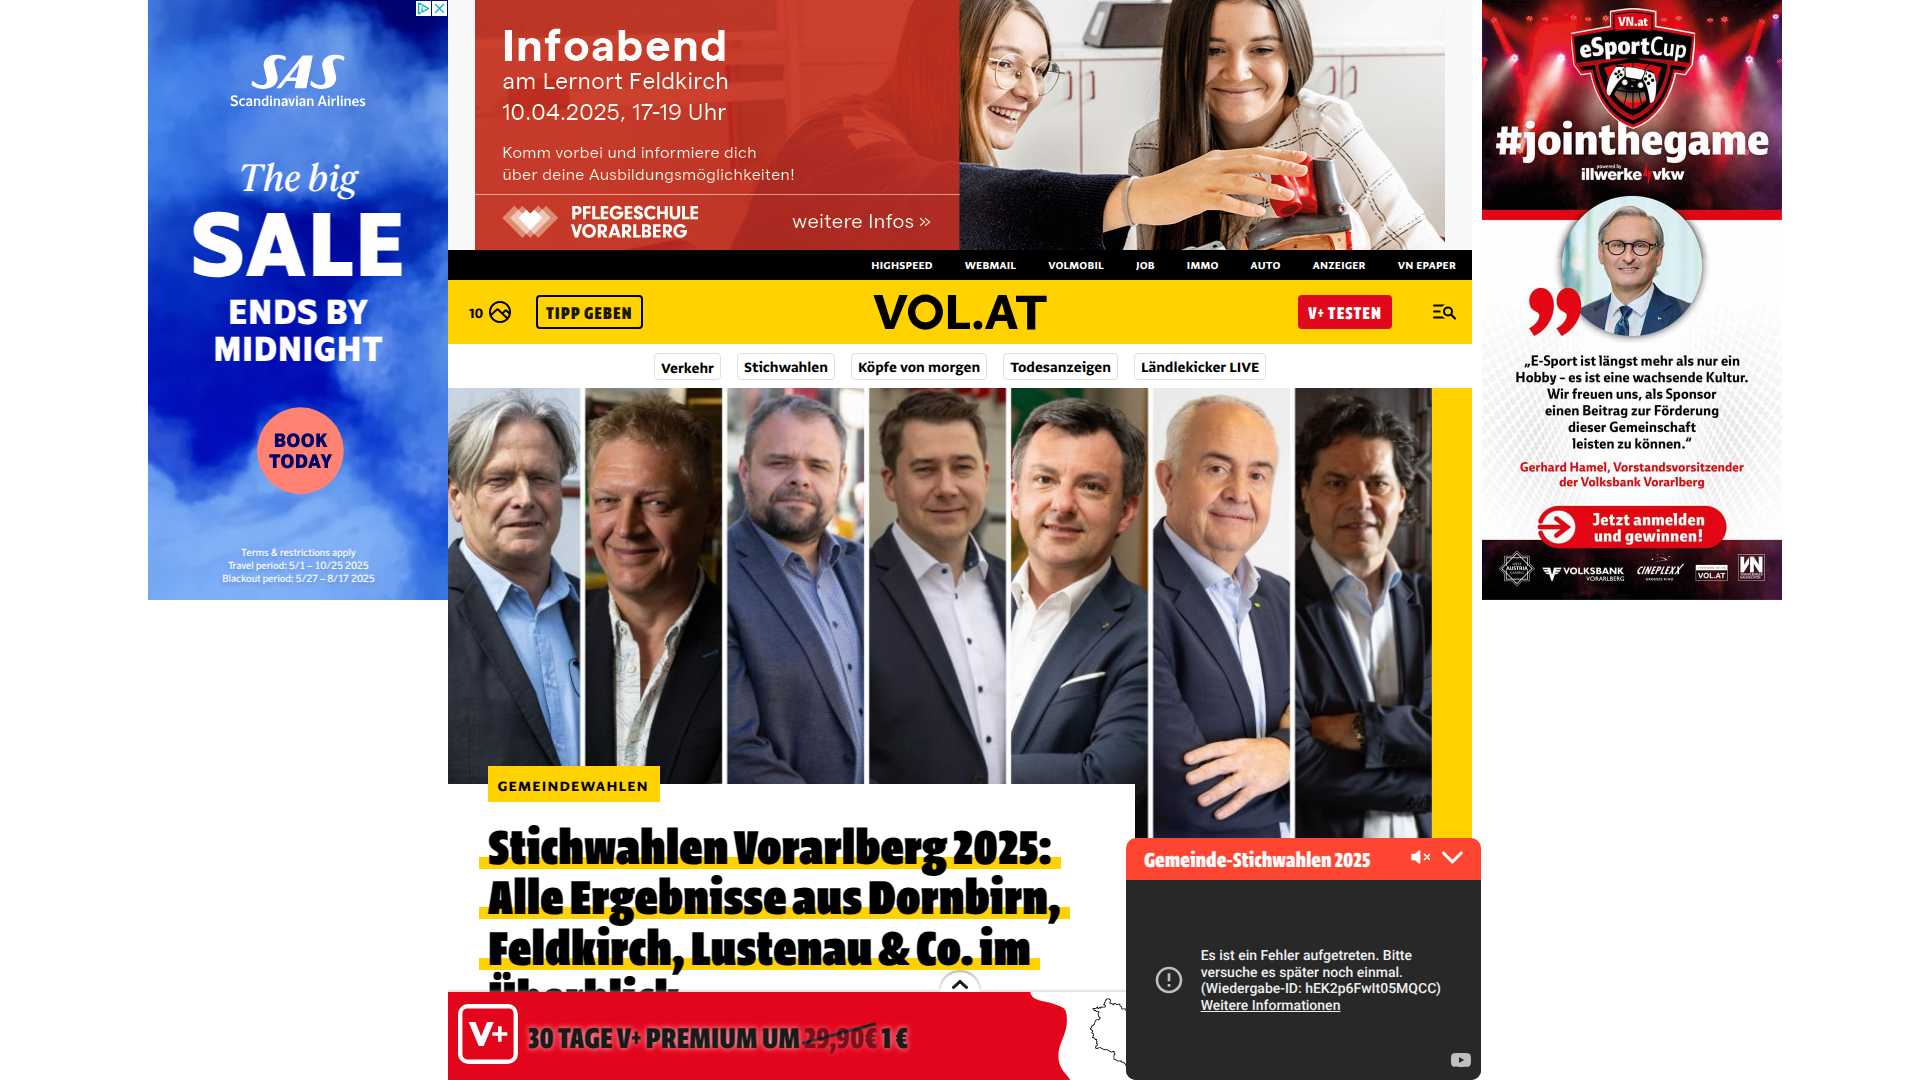 SAS
Scandinavian Airlines
The big
SALE
ENDS BY
MIDNIGHT
BOOK
TODAY
Terms & restrictions apply
Travel period: 5/1 – 10/25 2025
Blackout period: 5/27 – 8/17 2025
Infoabend
am Lernort Feldkirch
10.04.2025, 17-19 Uhr
Komm vorbei und informiere dich
über deine Ausbildungsmöglichkeiten!
PFLEGESCHULE
VORARLBERG
weitere Infos »
HIGHSPEED WEBMAIL VOLMOBIL JOB IMMO AUTO ANZEIGER VN EPAPER
10 TIPP GEBEN VOL.AT V+ TESTEN
Verkehr Stichwahlen Köpfe von morgen Todesanzeigen Ländlekicker LIVE
GEMEINDEWAHLEN
Stichwahlen Vorarlberg 2025:
Alle Ergebnisse aus Dornbirn,
Feldkirch, Lustenau & Co. im
Überblick
V+ 30 TAGE V+ PREMIUM UM 29,90€ 1 €
Gemeinde-Stichwahlen 2025
Es ist ein Fehler aufgetreten. Bitte
versuche es später noch einmal.
(Wiedergabe-ID: hEK2p6FwIt05MQCC)
Weitere Informationen
VN.at
eSportCup
#jointhegame
powered by
illwerke vkw
„E-Sport ist längst mehr als nur ein
Hobby – es ist eine wachsende Kultur.
Wir freuen uns, als Sponsor
einen Beitrag zur Förderung
dieser Gemeinschaft
leisten zu können.“
Gerhard Hamel, Vorstandsvorsitzender
der Volksbank Vorarlberg
Jetzt anmelden
und gewinnen!
AUSTRIA
VOLKSBANK
VORARLBERG
CINEPLEXX
VOL.AT
VN